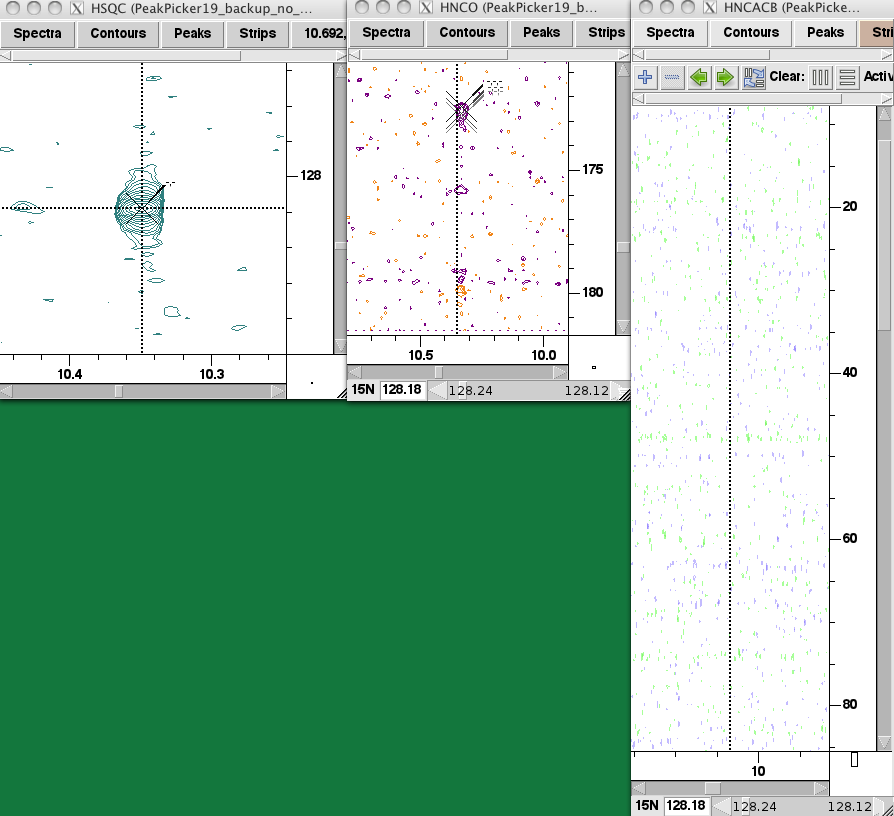 HSQC (PeakPicker19_backup_no_...
Spectra Contours Peaks Strips 10.692,
128
10.4 10.3
HNCO (PeakPicker19_b...
Spectra Contours Peaks Strips
175
180
10.5 10.0
15N 128.18 128.24 128.12
HNCACB (PeakPicke...
Spectra Contours Peaks Stri
Clear: Activ
20
40
60
80
10
15N 128.18 128.24 128.12